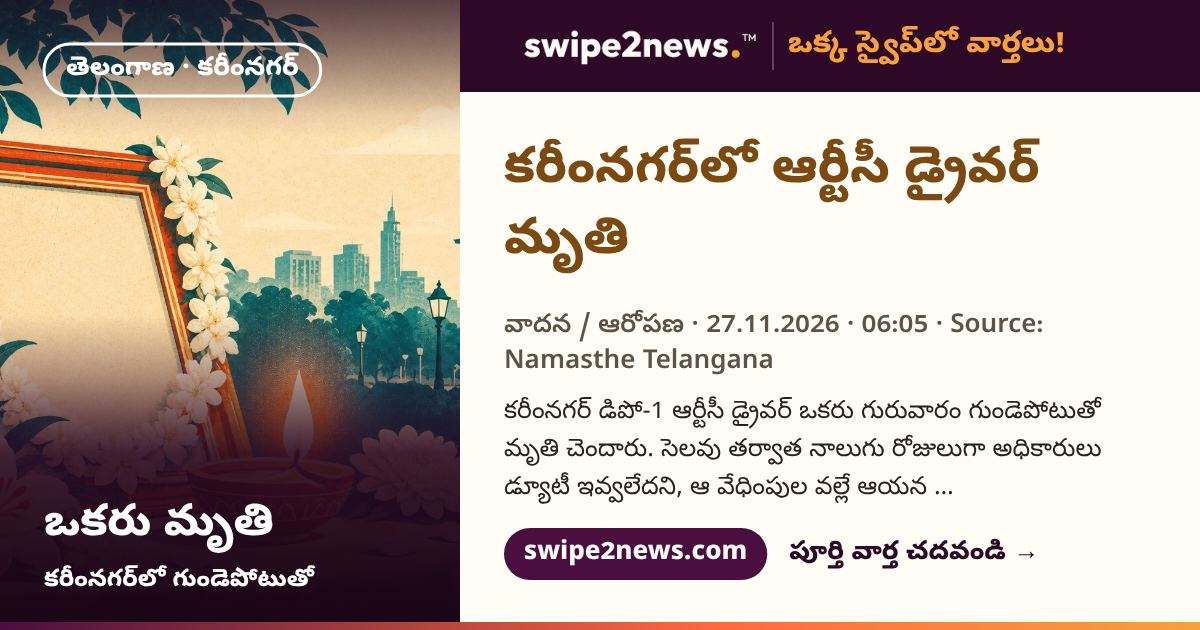 తెలంగాణ · కరీంనగర్
ఒకరు మృతి
కరీంనగర్‌లో గుండెపోటుతో
swipe2news.™
ఒక్క స్వైప్‌లో వార్తలు!
కరీంనగర్‌లో ఆర్టీసీ డ్రైవర్
మృతి
వాదన / ఆరోపణ · 27.11.2026 · 06:05 · Source:
Namasthe Telangana
కరీంనగర్ డిపో-1 ఆర్టీసీ డ్రైవర్ ఒకరు గురువారం గుండెపోటుతో
మృతి చెందారు. సెలవు తర్వాత నాలుగు రోజులుగా అధికారులు
డ్యూటీ ఇవ్వలేదని, ఆ వేధింపుల వల్లే ఆయన ...
swipe2news.com
పూర్తి వార్త చదవండి →